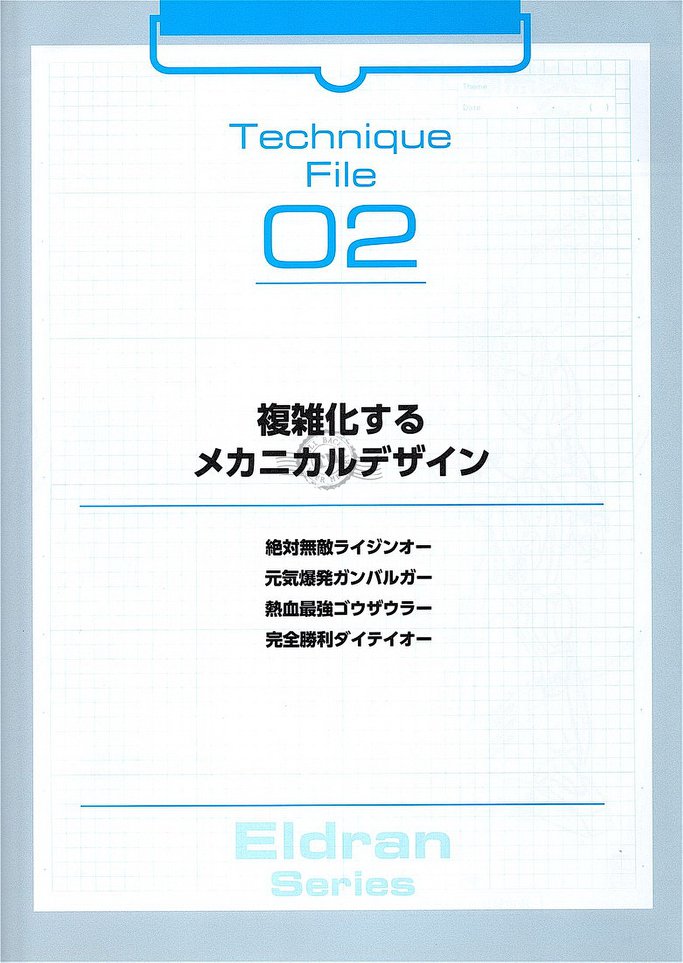 Theme
Date . . ( )
Technique
File
02
複雑化する
メカニカルデザイン
絶対無敵ライジンオー
元気爆発ガンバルガー
熱血最強ゴウザウラー
完全勝利ダイテイオー
Eldran
Series